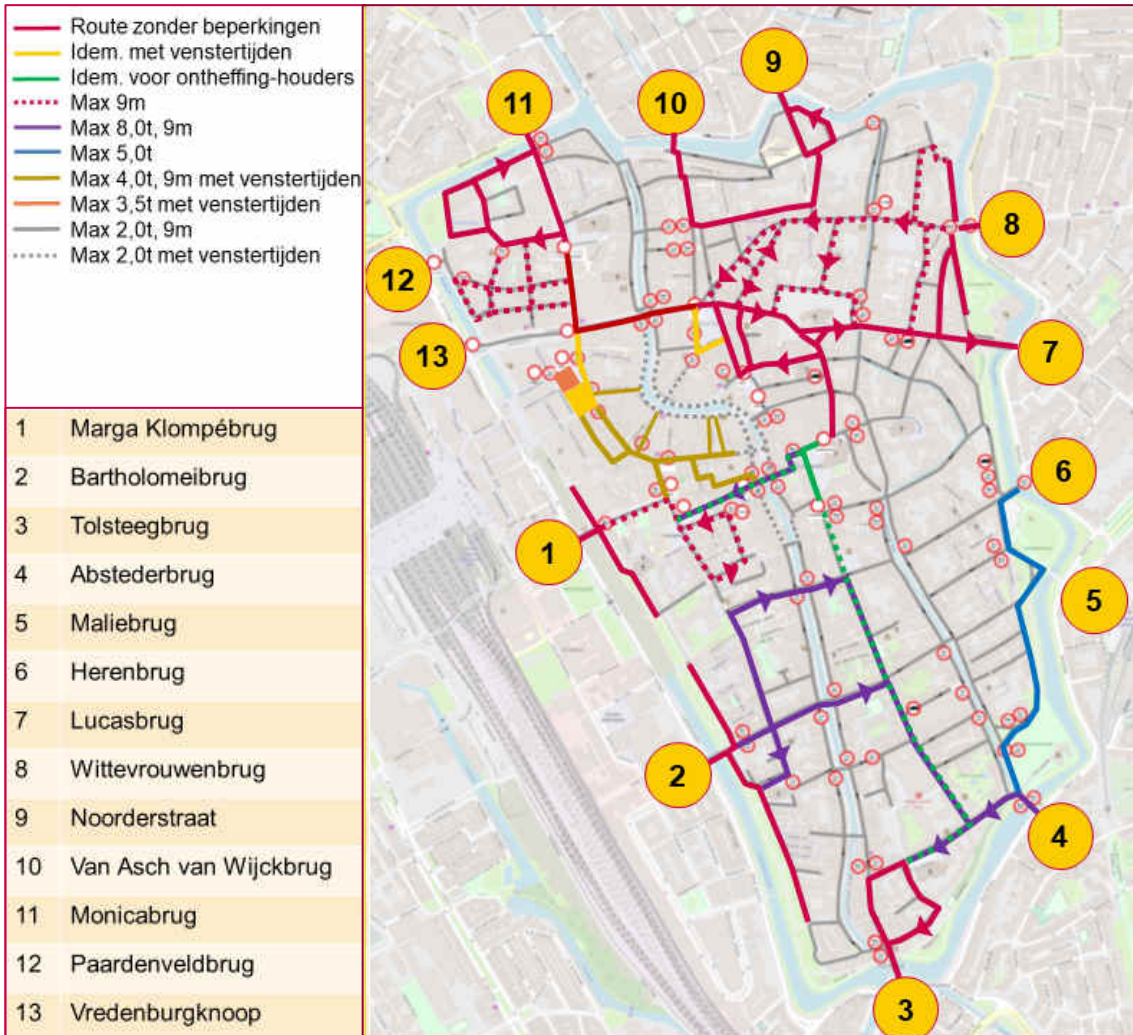 Route zonder beperkingen
Idem. met venstertijden
Idem. voor ontheffing-houders
Max 9m
Max 8,0t, 9m
Max 5,0t
Max 4,0t, 9m met venstertijden
Max 3,5t met venstertijden
Max 2,0t, 9m
Max 2,0t met venstertijden
1 Marga Klompébrug
2 Bartholomeibrug
3 Tolsteegbrug
4 Abstederbrug
5 Maliebrug
6 Herenbrug
7 Lucasbrug
8 Wittevrouwenbrug
9 Noorderstraat
10 Van Asch van Wijckbrug
11 Monicabrug
12 Paardenveldbrug
13 Vredenburgknoop
9
11
10
8
12
13
7
6
1
5
2
4
3